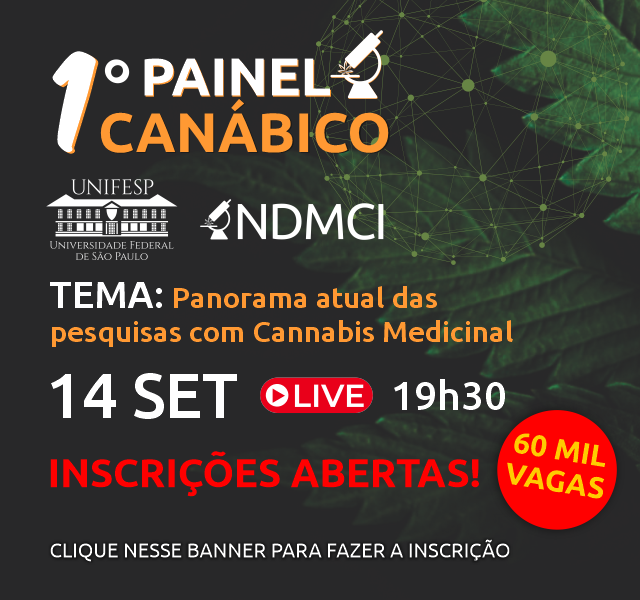 1º PAINEL
CANÁBICO
UNIFESP
UNIVERSIDADE FEDERAL
DE SÃO PAULO
NDMCI
TEMA: Panorama atual das
pesquisas com Cannabis Medicinal
14 SET LIVE 19h30
INSCRIÇÕES ABERTAS!
60 MIL
VAGAS
CLIQUE NESSE BANNER PARA FAZER A INSCRIÇÃO